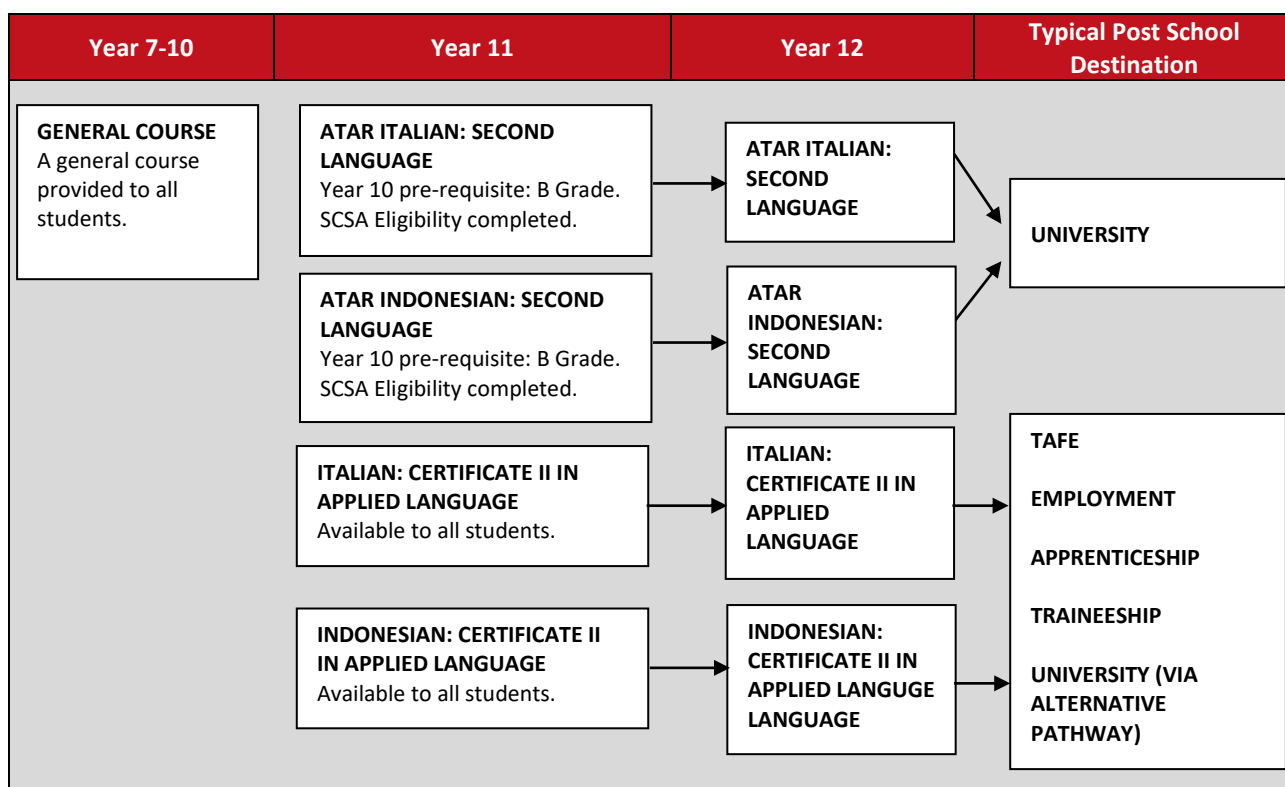 Year 7-10
Year 11
Year 12
Typical Post School
Destination
GENERAL COURSE
A general course
provided to all
students.
ATAR ITALIAN: SECOND
LANGUAGE
Year 10 pre-requisite: B Grade.
SCSA Eligibility completed.
ATAR ITALIAN:
SECOND
LANGUAGE
UNIVERSITY
ATAR INDONESIAN: SECOND
LANGUAGE
Year 10 pre-requisite: B Grade.
SCSA Eligibility completed.
ATAR
INDONESIAN:
SECOND
LANGUAGE
ITALIAN: CERTIFICATE II IN
APPLIED LANGUAGE
Available to all students.
ITALIAN:
CERTIFICATE II IN
APPLIED
LANGUAGE
INDONESIAN: CERTIFICATE II
IN APPLIED LANGUAGE
Available to all students.
INDONESIAN:
CERTIFICATE II IN
APPLIED LANGUGE
LANGUAGE
TAFE
EMPLOYMENT
APPRENTICESHIP
TRAINEESHIP
UNIVERSITY (VIA
ALTERNATIVE
PATHWAY)